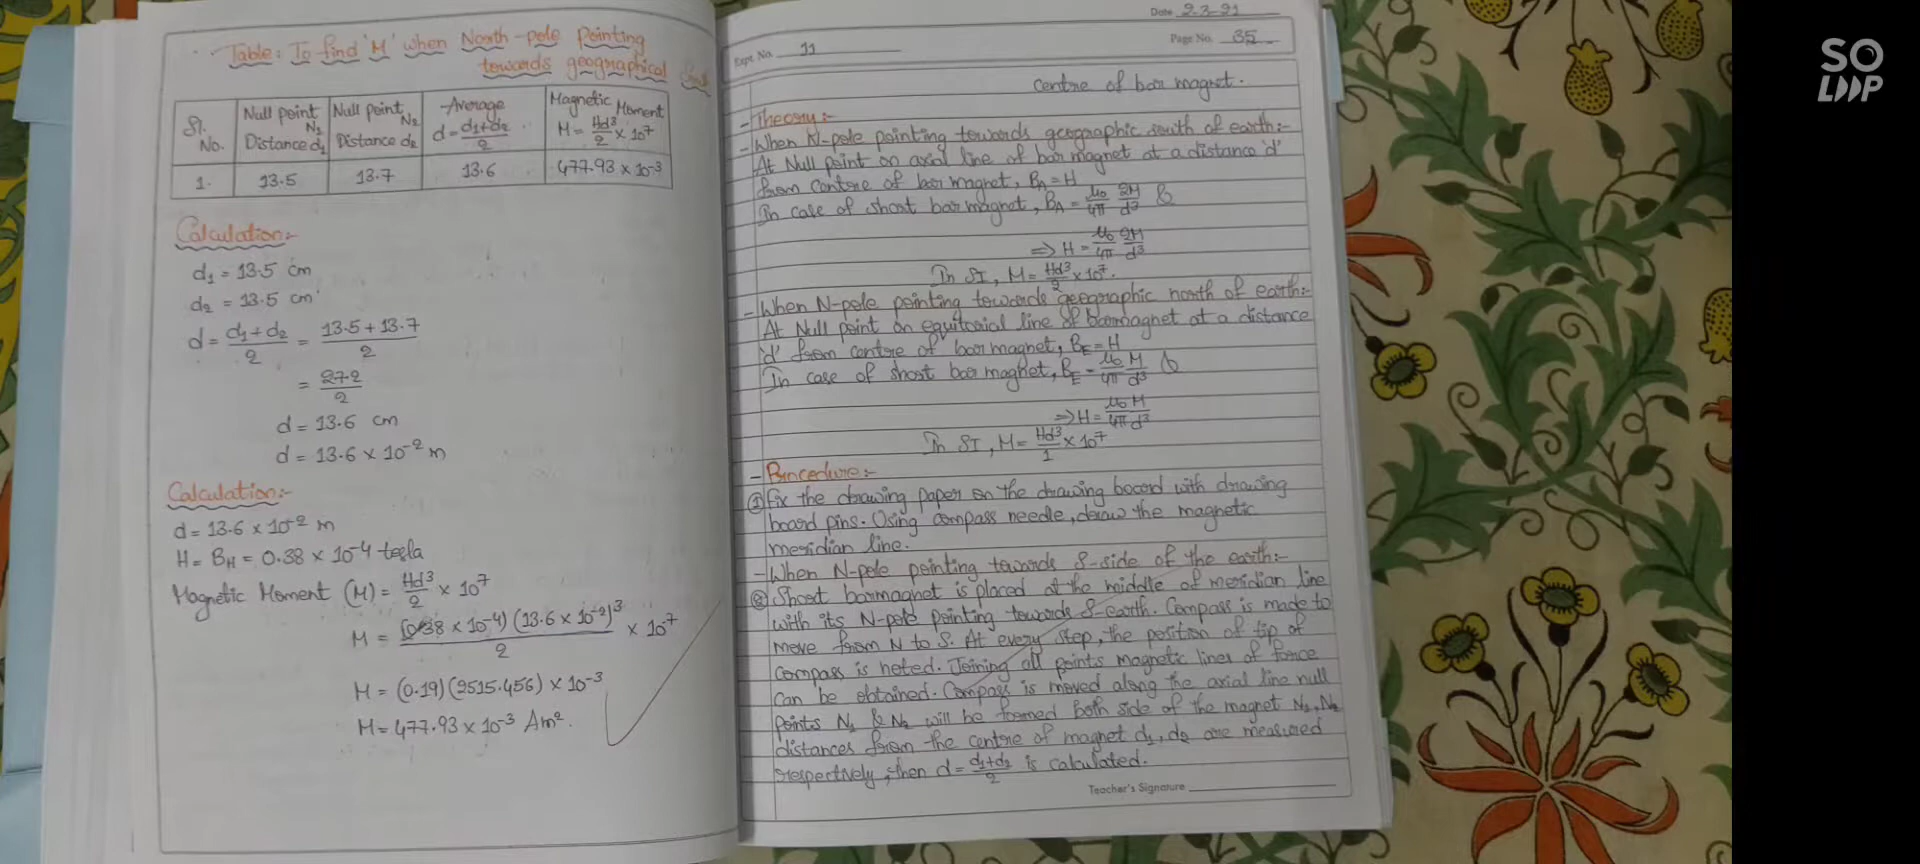 Table: To find 'M' when North-pole pointing
towards geographical South
Sl. No.
Null point N1 Distance d1
Null point N2 Distance d2
Average d = d1+d2/2
Magnetic Moment M = Hd³/2 × 10⁷
1. 13.5 13.7 13.6 477.93 × 10⁻³
Calculation:-
d1 = 13.5 cm
d2 = 13.5 cm
d = d1+d2/2 = 13.5+13.7/2
= 27.2/2
d = 13.6 cm
d = 13.6 × 10⁻² m
Calculation:-
d = 13.6 × 10⁻² m
H = BH = 0.38 × 10⁻⁴ tesla
Magnetic Moment (M) = Hd³/2 × 10⁷
M = (0.38 × 10⁻⁴) (13.6 × 10⁻²)³/2 × 10⁷
M = (0.19) (2515.456) × 10⁻³
M = 477.93 × 10⁻³ Am².
Date 2-3-21
Expt No. 11
Page No. 35
centre of bar magnet.
- Theory:-
- When N-pole pointing towards geographic south of earth:-
At Null point on axial line of bar magnet at a distance 'd'
from centre of bar magnet, BA = H
In case of short bar magnet, BA = μ0/4π 2M/d³ &
⇒ H = μ0/4π 2M/d³
In SI, M = Hd³/2 × 10⁷.
- When N-pole pointing towards geographic north of earth:-
At Null point on equitorial line of barmagnet at a distance
'd' from centre of bar magnet, BE = H
In case of short bar magnet, BE = μ0/4π M/d³ &
⇒ H = μ0/4π M/d³
In SI, M = Hd³/1 × 10⁷
- Procedure:-
① Fix the drawing paper on the drawing board with drawing
board pins. Using compass needle, draw the magnetic
meridian line.
- When N-pole pointing towards S-side of the earth:-
② Short barmagnet is placed at the middle of meridian line
with its N-pole pointing towards S-earth. Compass is made to
move from N to S. At every step, the position of tip of
compass is noted. Joining all points magnetic lines of force
can be obtained. Compass is moved along the axial line null
points N1 & N2 will be formed both side of the magnet N1, N2
distances from the centre of magnet d1, d2 are measured
respectively, then d = d1+d2/2 is calculated.
Teacher's Signature
SOLOOP